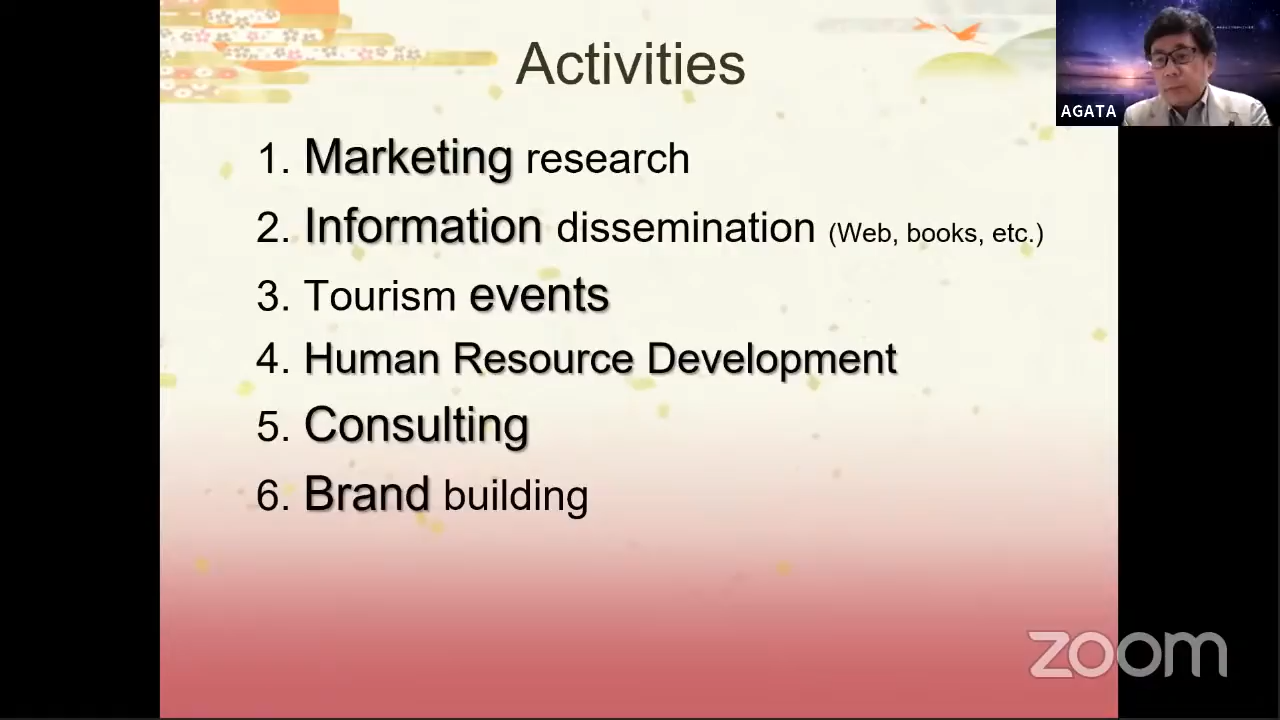 Activities
AGATA
1. Marketing research
2. Information dissemination (Web, books, etc.)
3. Tourism events
4. Human Resource Development
5. Consulting
6. Brand building
zoom